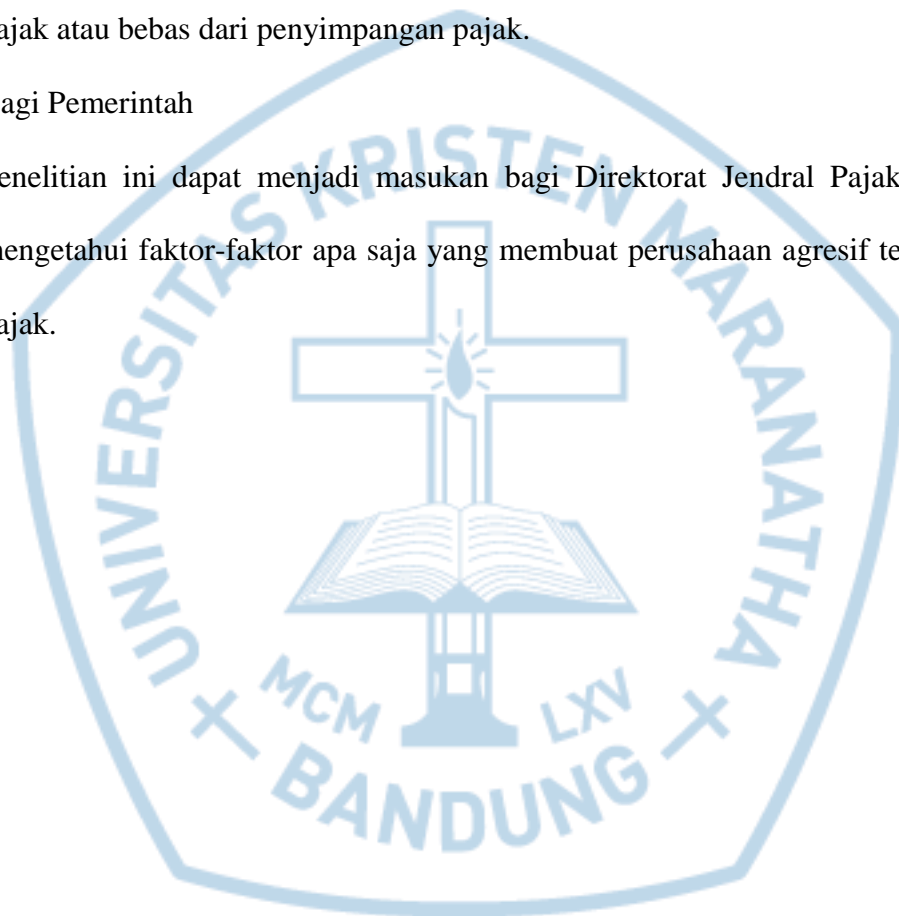 ajak atau bebas dari penyimpangan pajak.
agi Pemerintah
enelitian ini dapat menjadi masukan bagi Direktorat Jendral Pajak
engetahui faktor-faktor apa saja yang membuat perusahaan agresif te
ajak.
UNIVERSITAS KRISTEN MARANATHA
MCM LXV
BANDUNG